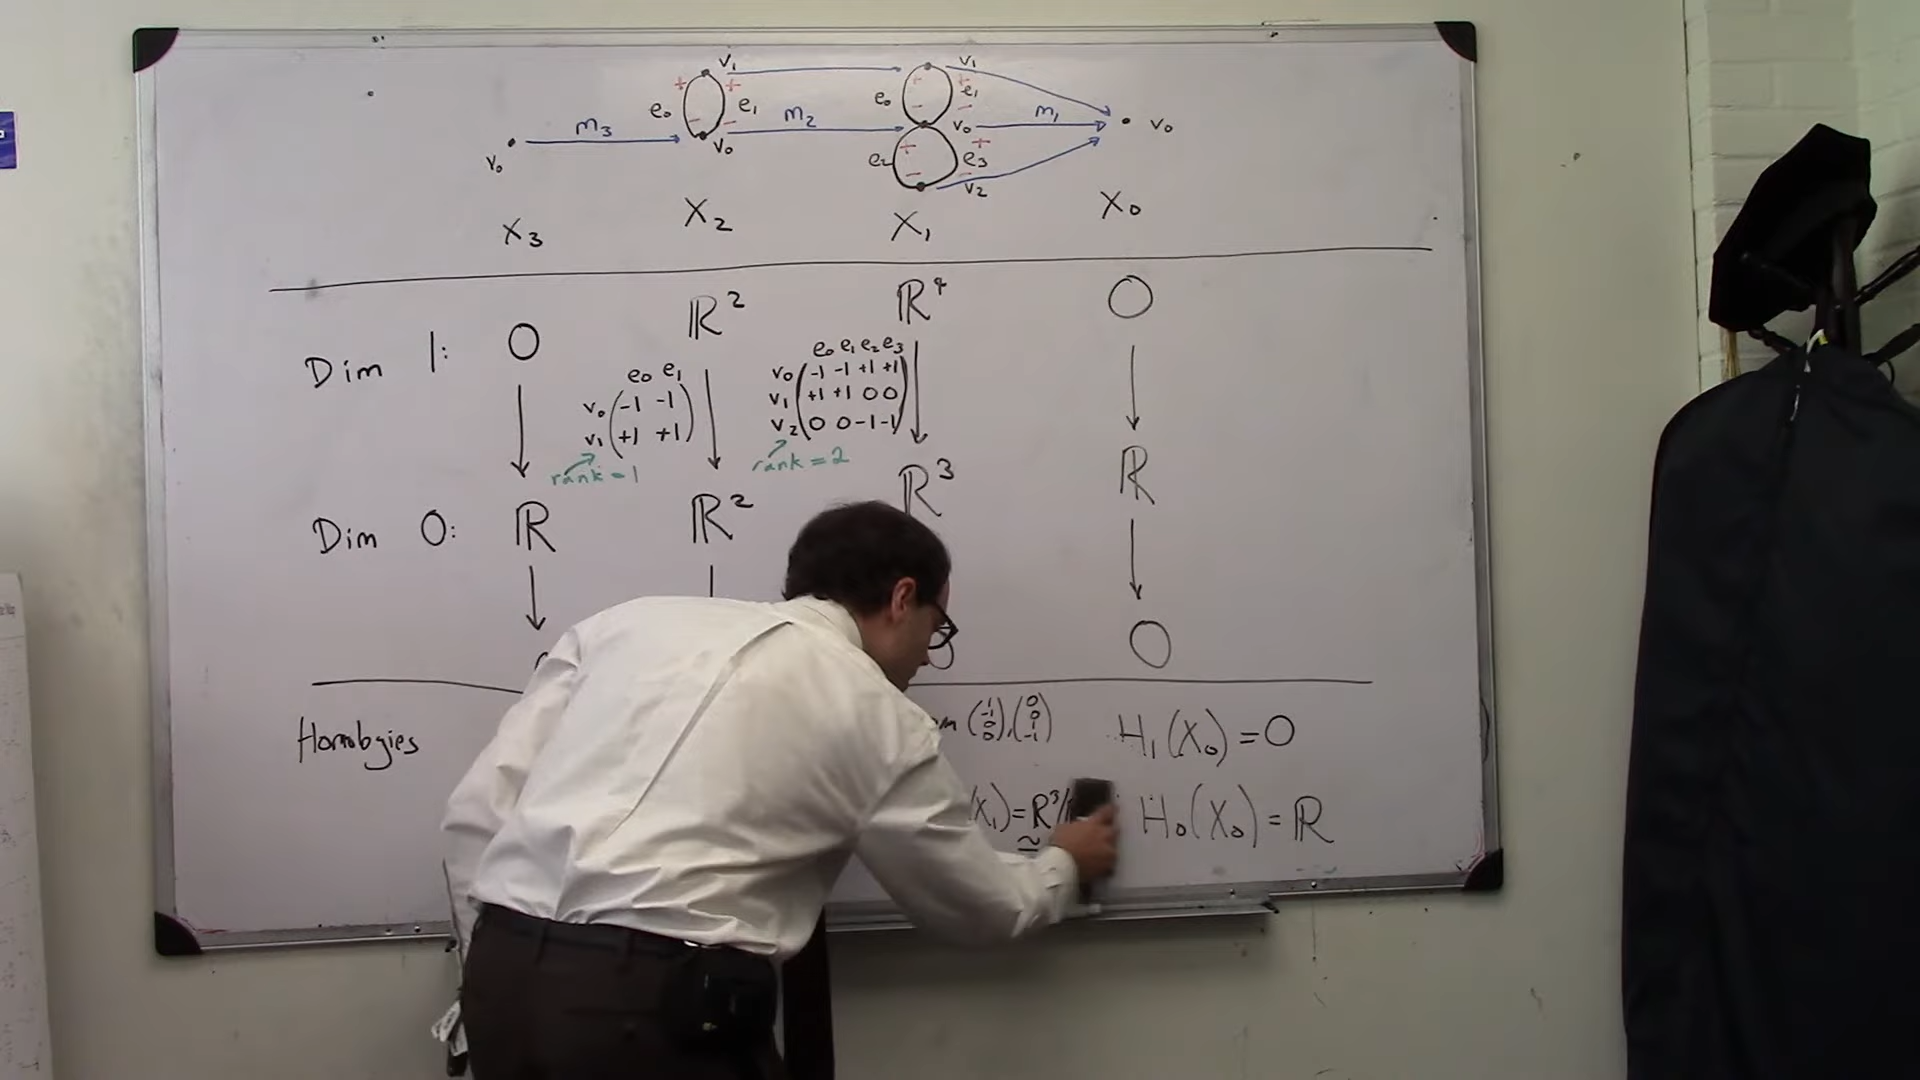 V₁ V₁
+ + + +
e₀ e₁ e₀ e₁
− − − −
m₃ m₂ v₀ m₁ v₀
v₀ v₀ + +
e₂ e₃
− −
v₂
X₃ X₂ X₁ X₀
Dim 1: 0 ℝ² ℝ⁴ 0
e₀ e₁ e₀ e₁ e₂ e₃
v₀ (-1 -1) v₀ (-1 -1 +1 +1)
v₁ (+1 +1) v₁ (+1 +1 0 0)
v₂ (0 0 -1 -1)
rank = 1 rank = 2
Dim 0: ℝ ℝ² ℝ³ ℝ
0
Homologies
H₁(X₀) = 0
(X₁) = ℝ³/
≅
H₀(X₀) = ℝ